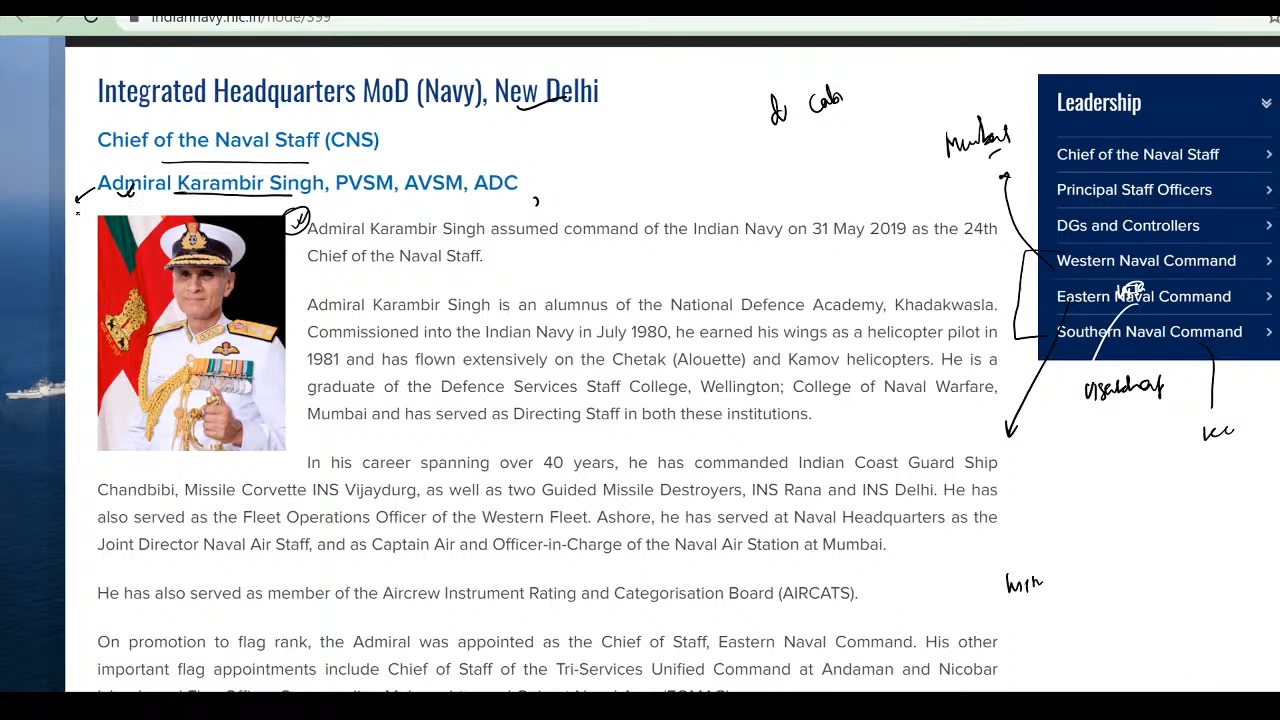 indiannavy.nic.in/node/399
Integrated Headquarters MoD (Navy), New Delhi
Chief of the Naval Staff (CNS)
Admiral Karambir Singh, PVSM, AVSM, ADC
Admiral Karambir Singh assumed command of the Indian Navy on 31 May 2019 as the 24th
Chief of the Naval Staff.
Admiral Karambir Singh is an alumnus of the National Defence Academy, Khadakwasla.
Commissioned into the Indian Navy in July 1980, he earned his wings as a helicopter pilot in
1981 and has flown extensively on the Chetak (Alouette) and Kamov helicopters. He is a
graduate of the Defence Services Staff College, Wellington; College of Naval Warfare,
Mumbai and has served as Directing Staff in both these institutions.
In his career spanning over 40 years, he has commanded Indian Coast Guard Ship
Chandbibi, Missile Corvette INS Vijaydurg, as well as two Guided Missile Destroyers, INS Rana and INS Delhi. He has
also served as the Fleet Operations Officer of the Western Fleet. Ashore, he has served at Naval Headquarters as the
Joint Director Naval Air Staff, and as Captain Air and Officer-in-Charge of the Naval Air Station at Mumbai.
He has also served as member of the Aircrew Instrument Rating and Categorisation Board (AIRCATS).
On promotion to flag rank, the Admiral was appointed as the Chief of Staff, Eastern Naval Command. His other
important flag appointments include Chief of Staff of the Tri-Services Unified Command at Andaman and Nicobar
Mumbai
Leadership
Chief of the Naval Staff
Principal Staff Officers
DGs and Controllers
Western Naval Command
Eastern Naval Command
Southern Naval Command